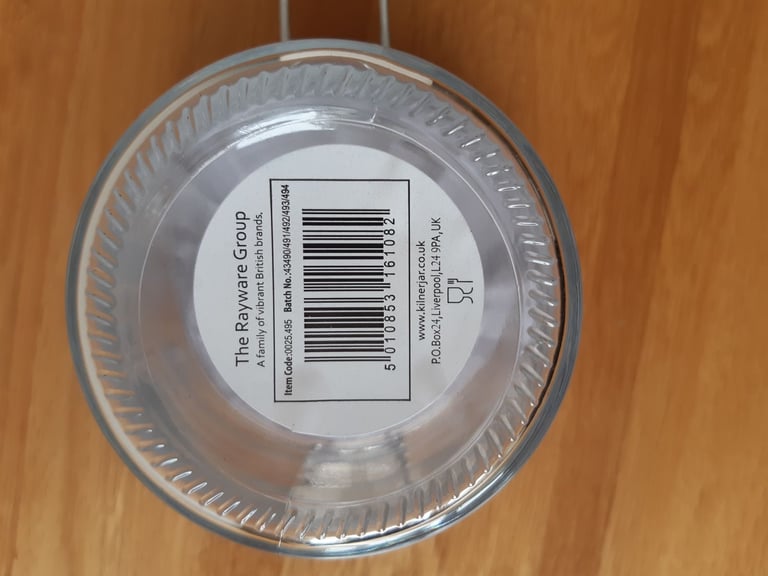 The Rayware Group
A family of vibrant British brands,
Item Code:0025.495 Batch No.:43490/491/492/493/494
5 010853 161082
www.kilnerjar.co.uk
P.O.Box24,Liverpool,L24 9PA,UK